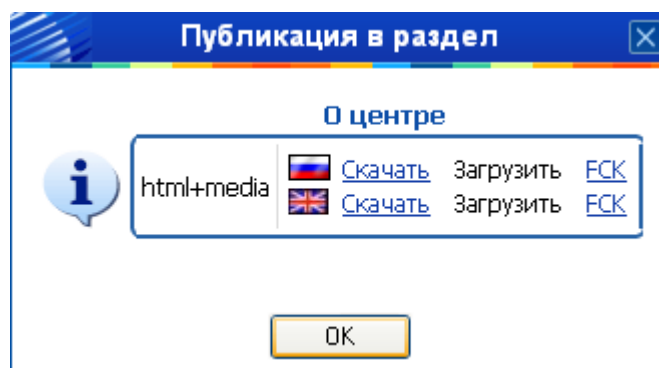 Публикация в раздел
О центре
html+media
Скачать Загрузить FCK
Скачать Загрузить FCK
OK